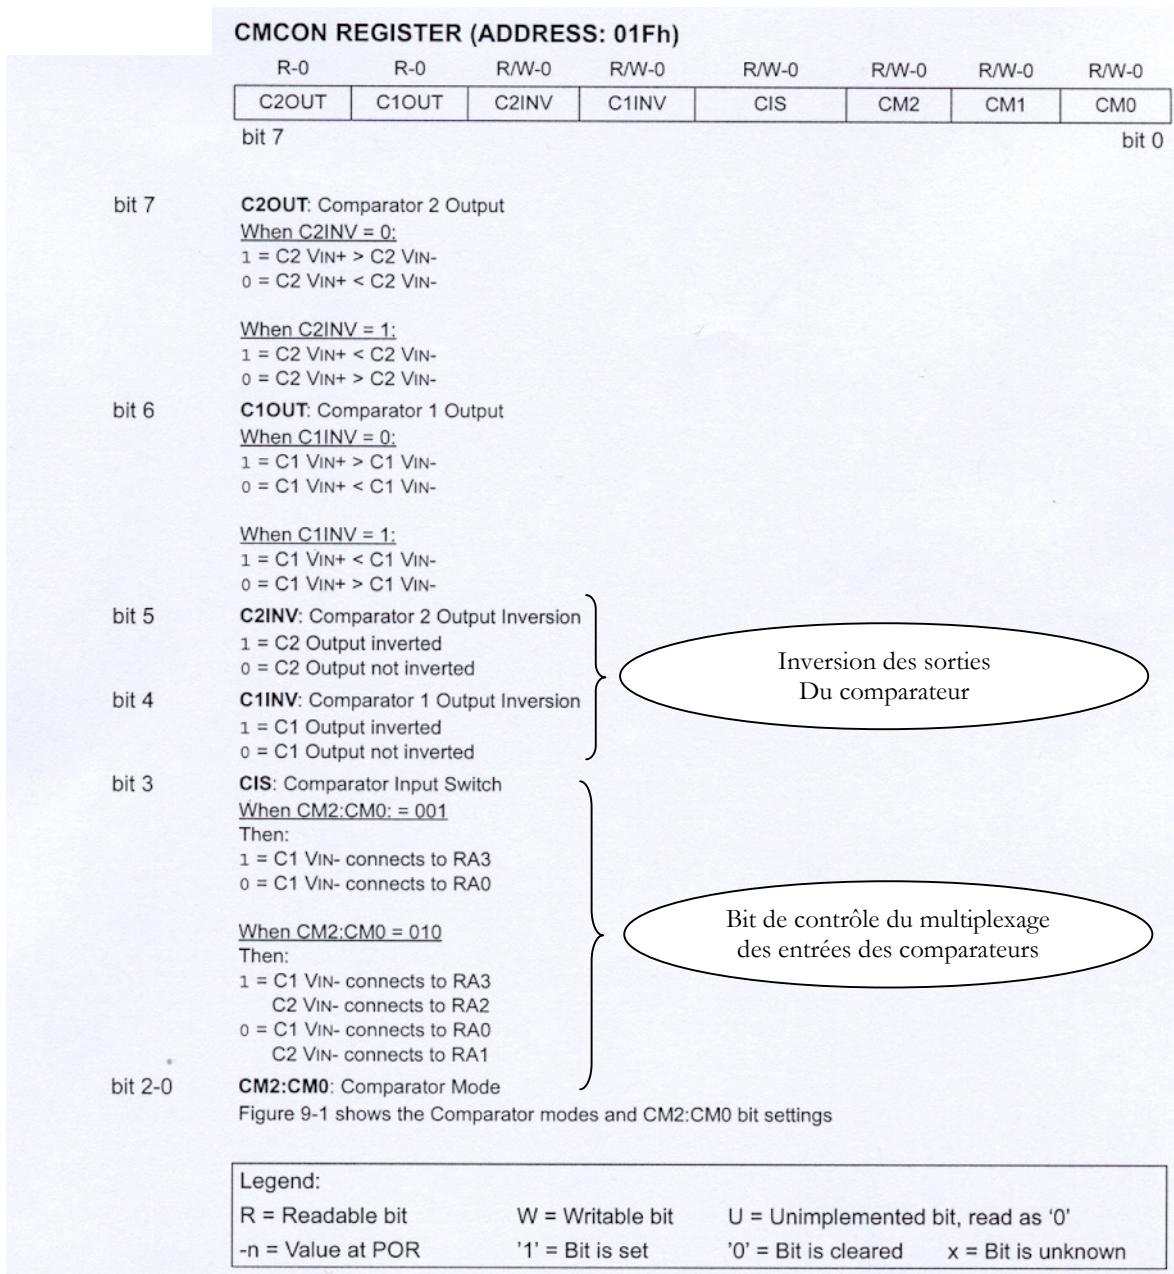 CMCON REGISTER (ADDRESS: 01Fh)
R-0 R-0 R/W-0 R/W-0 R/W-0 R/W-0 R/W-0 R/W-0
C2OUT C1OUT C2INV C1INV CIS CM2 CM1 CM0
bit 7 bit 0
bit 7 C2OUT: Comparator 2 Output
When C2INV = 0:
1 = C2 VIN+ > C2 VIN-
0 = C2 VIN+ < C2 VIN-
When C2INV = 1:
1 = C2 VIN+ < C2 VIN-
0 = C2 VIN+ > C2 VIN-
bit 6 C1OUT: Comparator 1 Output
When C1INV = 0:
1 = C1 VIN+ > C1 VIN-
0 = C1 VIN+ < C1 VIN-
When C1INV = 1:
1 = C1 VIN+ < C1 VIN-
0 = C1 VIN+ > C1 VIN-
bit 5 C2INV: Comparator 2 Output Inversion
1 = C2 Output inverted
0 = C2 Output not inverted
Inversion des sorties
Du comparateur
bit 4 C1INV: Comparator 1 Output Inversion
1 = C1 Output inverted
0 = C1 Output not inverted
bit 3 CIS: Comparator Input Switch
When CM2:CM0: = 001
Then:
1 = C1 VIN- connects to RA3
0 = C1 VIN- connects to RA0
When CM2:CM0 = 010
Then:
1 = C1 VIN- connects to RA3
C2 VIN- connects to RA2
0 = C1 VIN- connects to RA0
C2 VIN- connects to RA1
Bit de contrôle du multiplexage
des entrées des comparateurs
bit 2-0 CM2:CM0: Comparator Mode
Figure 9-1 shows the Comparator modes and CM2:CM0 bit settings
Legend:
R = Readable bit W = Writable bit U = Unimplemented bit, read as ‘0’
-n = Value at POR ’1’ = Bit is set ’0’ = Bit is cleared x = Bit is unknown